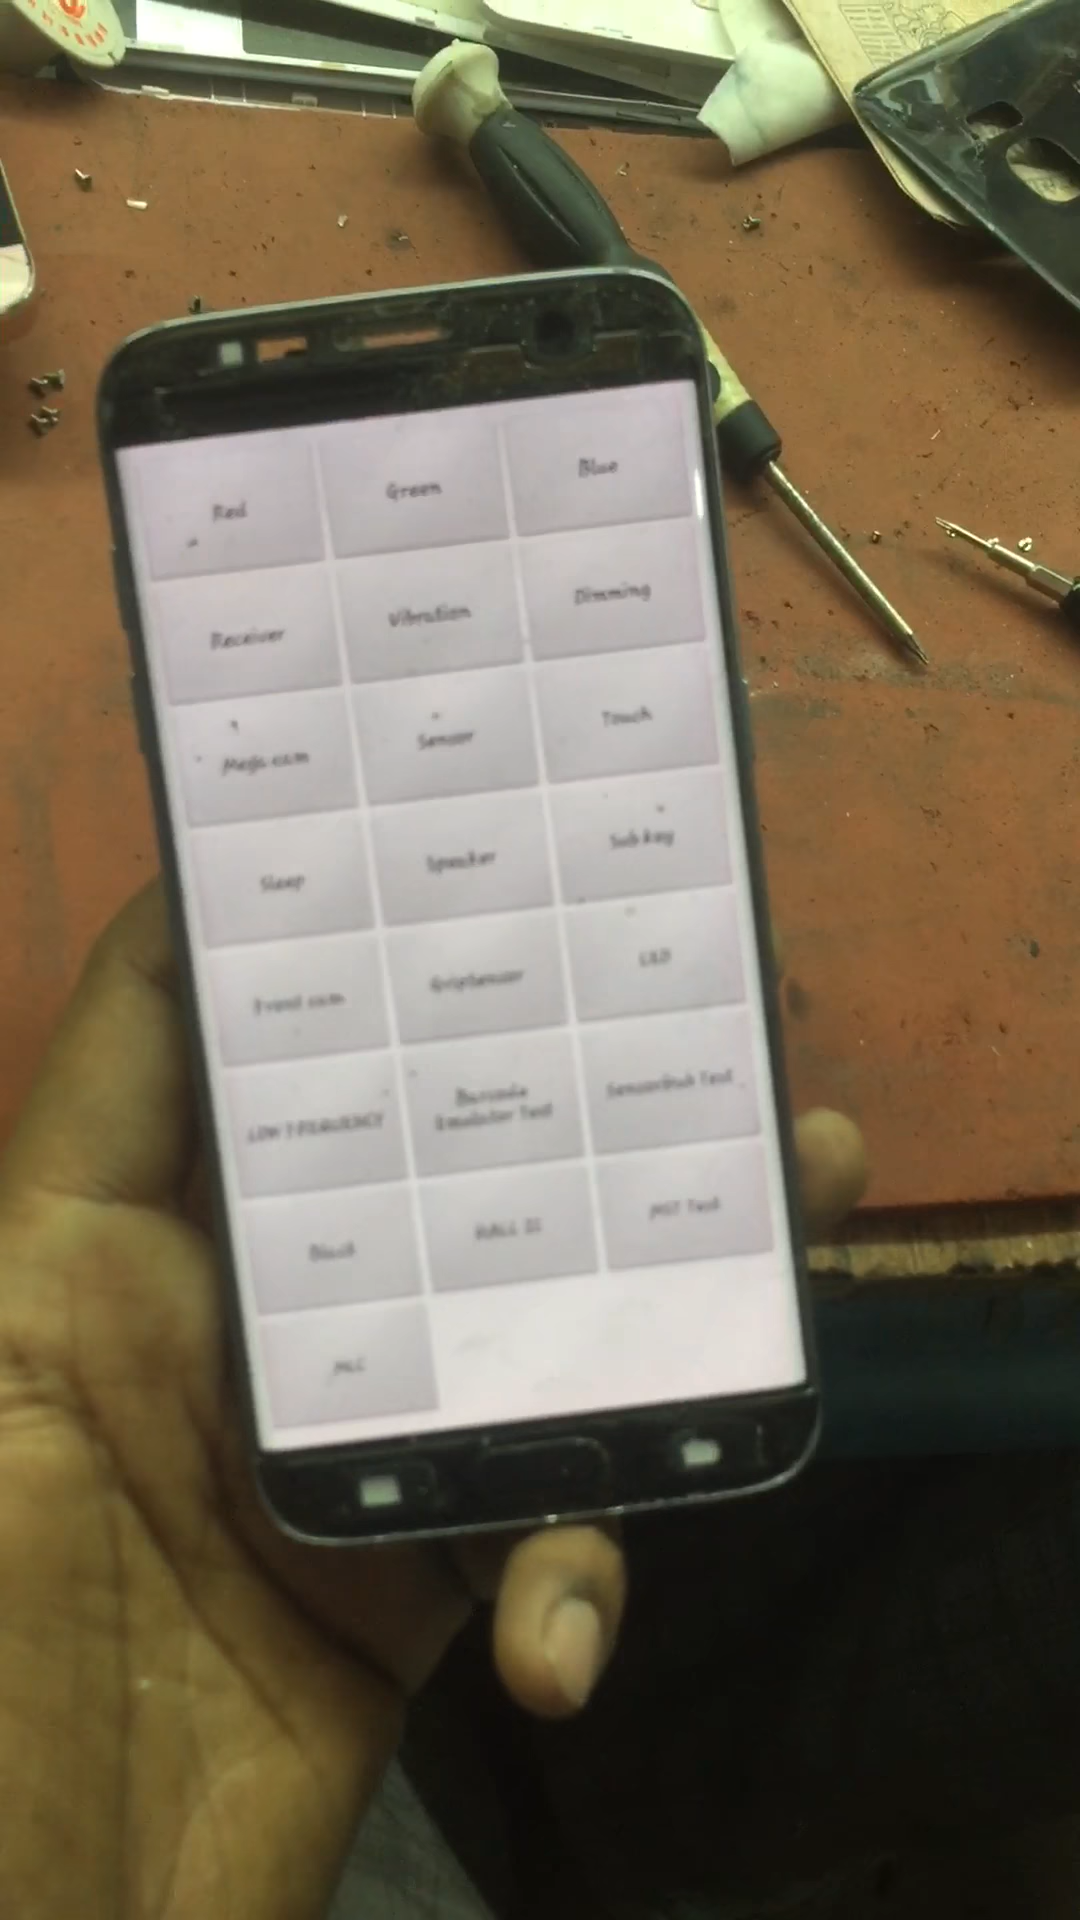 Red
Green
Blue
Receiver
Vibration
Dimming
Mega cam
Sensor
Touch
Sleep
Speaker
Sub key
Front cam
GripSensor
LED
LOW FREQUENCY
Barcode
Emulator Test
SensorHub Test
Black
HALL IC
MST Test
MLC